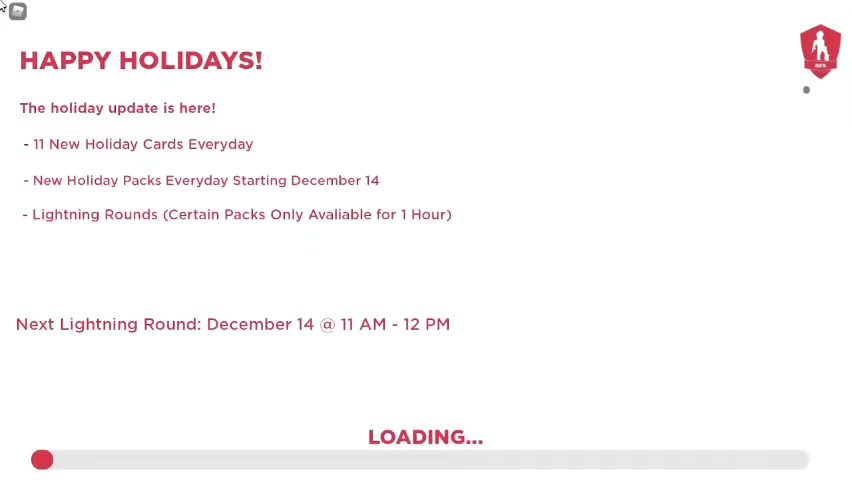 HAPPY HOLIDAYS!
The holiday update is here!
- 11 New Holiday Cards Everyday
- New Holiday Packs Everyday Starting December 14
- Lightning Rounds (Certain Packs Only Avaliable for 1 Hour)
Next Lightning Round: December 14 @ 11 AM - 12 PM
LOADING...